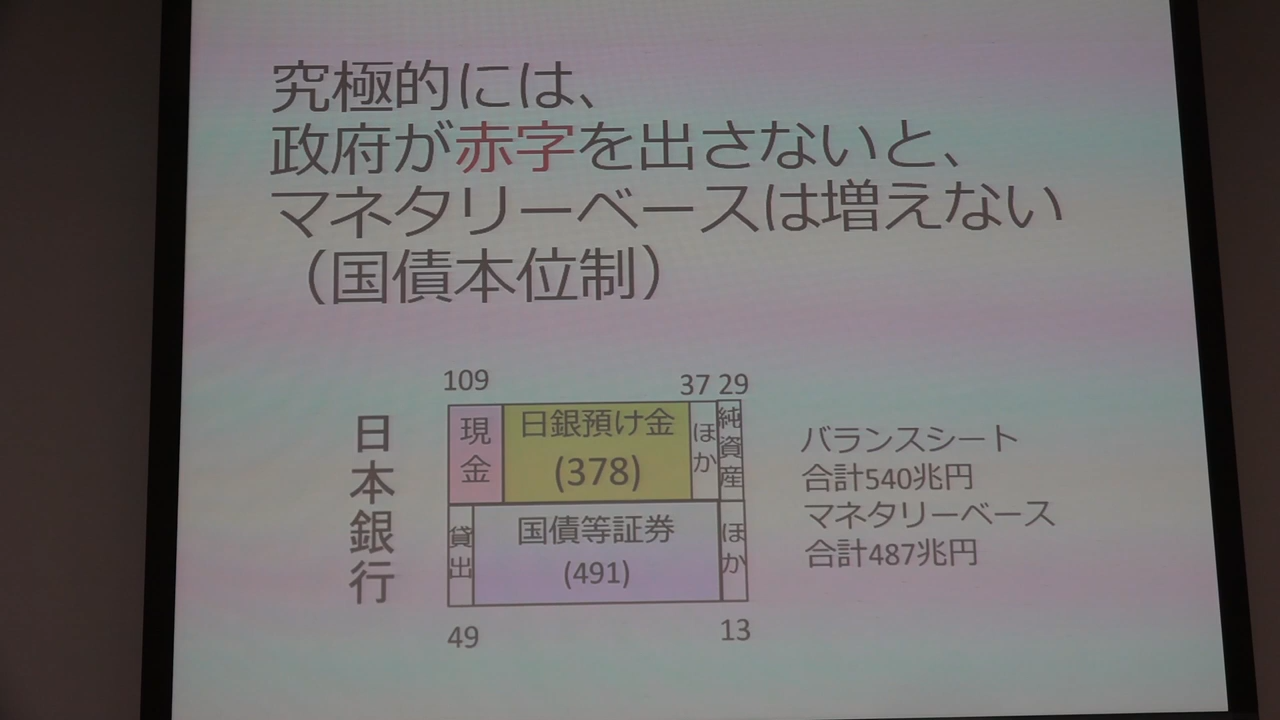 究極的には、
政府が赤字を出さないと、
マネタリーベースは増えない
（国債本位制）
109
37 29
日本銀行
現金
日銀預け金
(378)
ほか
純資産
貸出
国債等証券
(491)
ほか
49
13
バランスシート
合計540兆円
マネタリーベース
合計487兆円